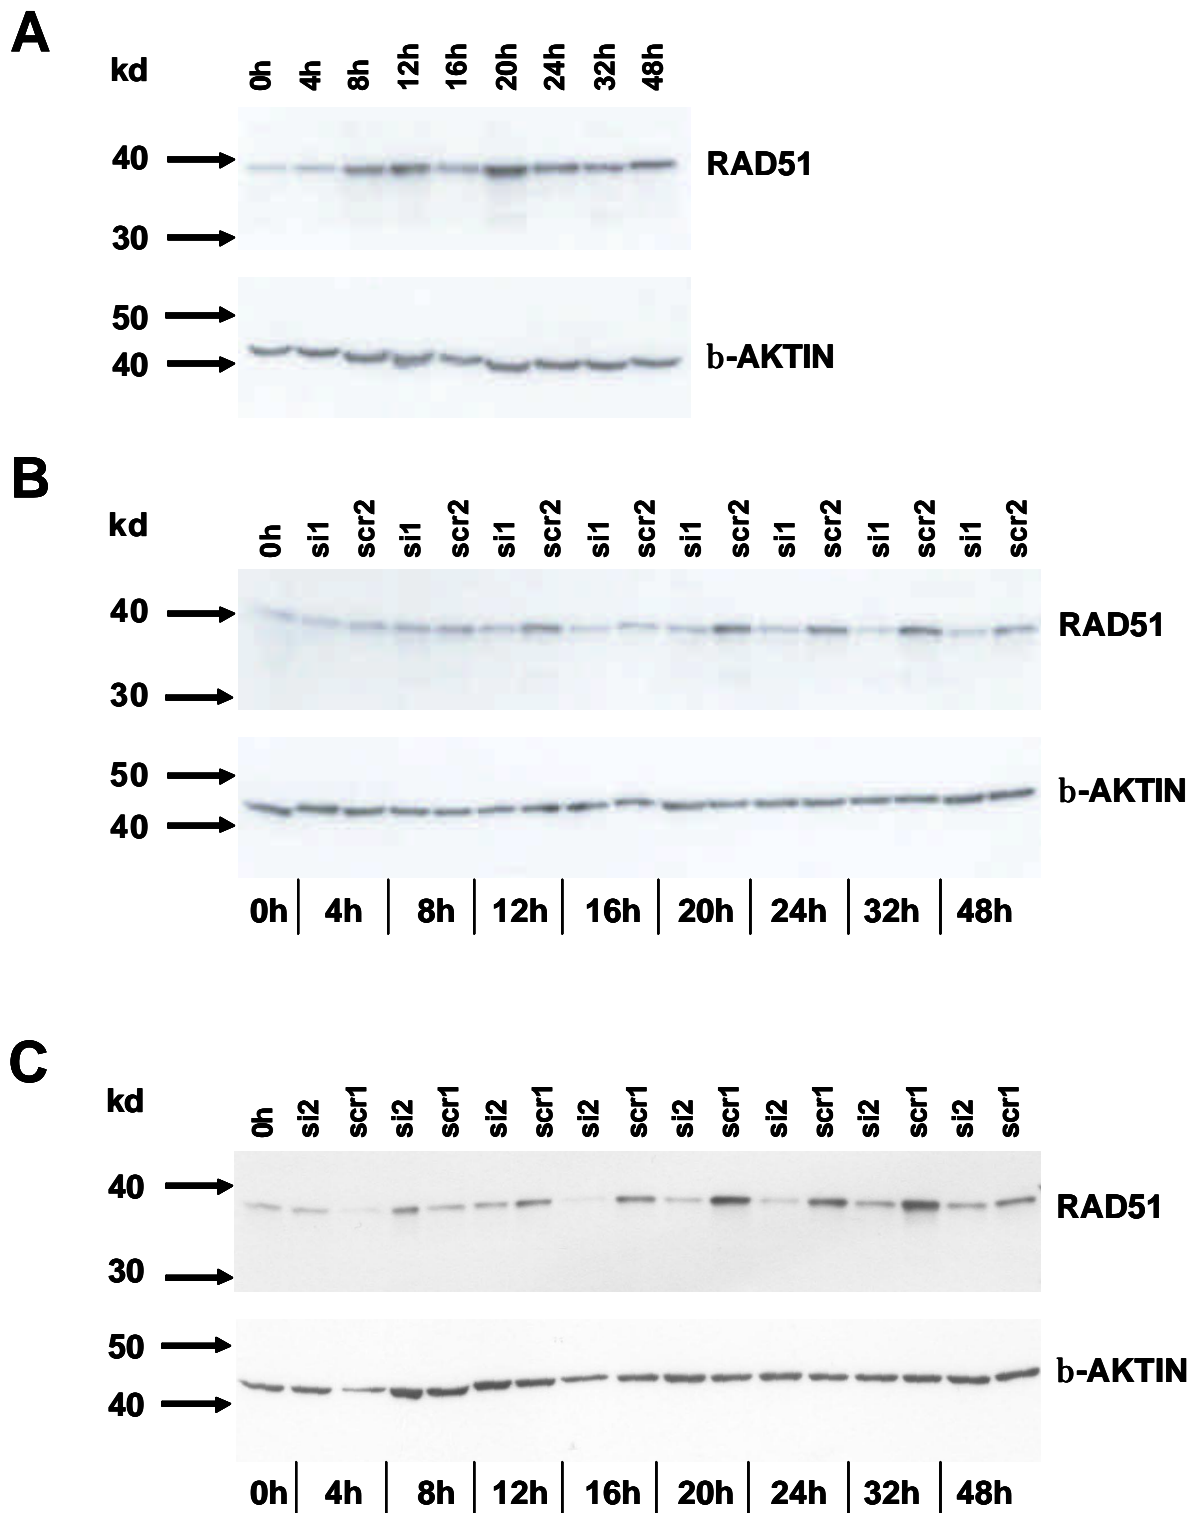 A
kd 0h 4h 8h 12h 16h 20h 24h 32h 48h
40 RAD51
30
50
40 b-AKTIN
B
kd 0h si1 scr2 si1 scr2 si1 scr2 si1 scr2 si1 scr2 si1 scr2 si1 scr2 si1 scr2
40 RAD51
30
50 b-AKTIN
40
0h 4h 8h 12h 16h 20h 24h 32h 48h
C
kd 0h si2 scr1 si2 scr1 si2 scr1 si2 scr1 si2 scr1 si2 scr1 si2 scr1 si2 scr1
40 RAD51
30
50 b-AKTIN
40
0h 4h 8h 12h 16h 20h 24h 32h 48h